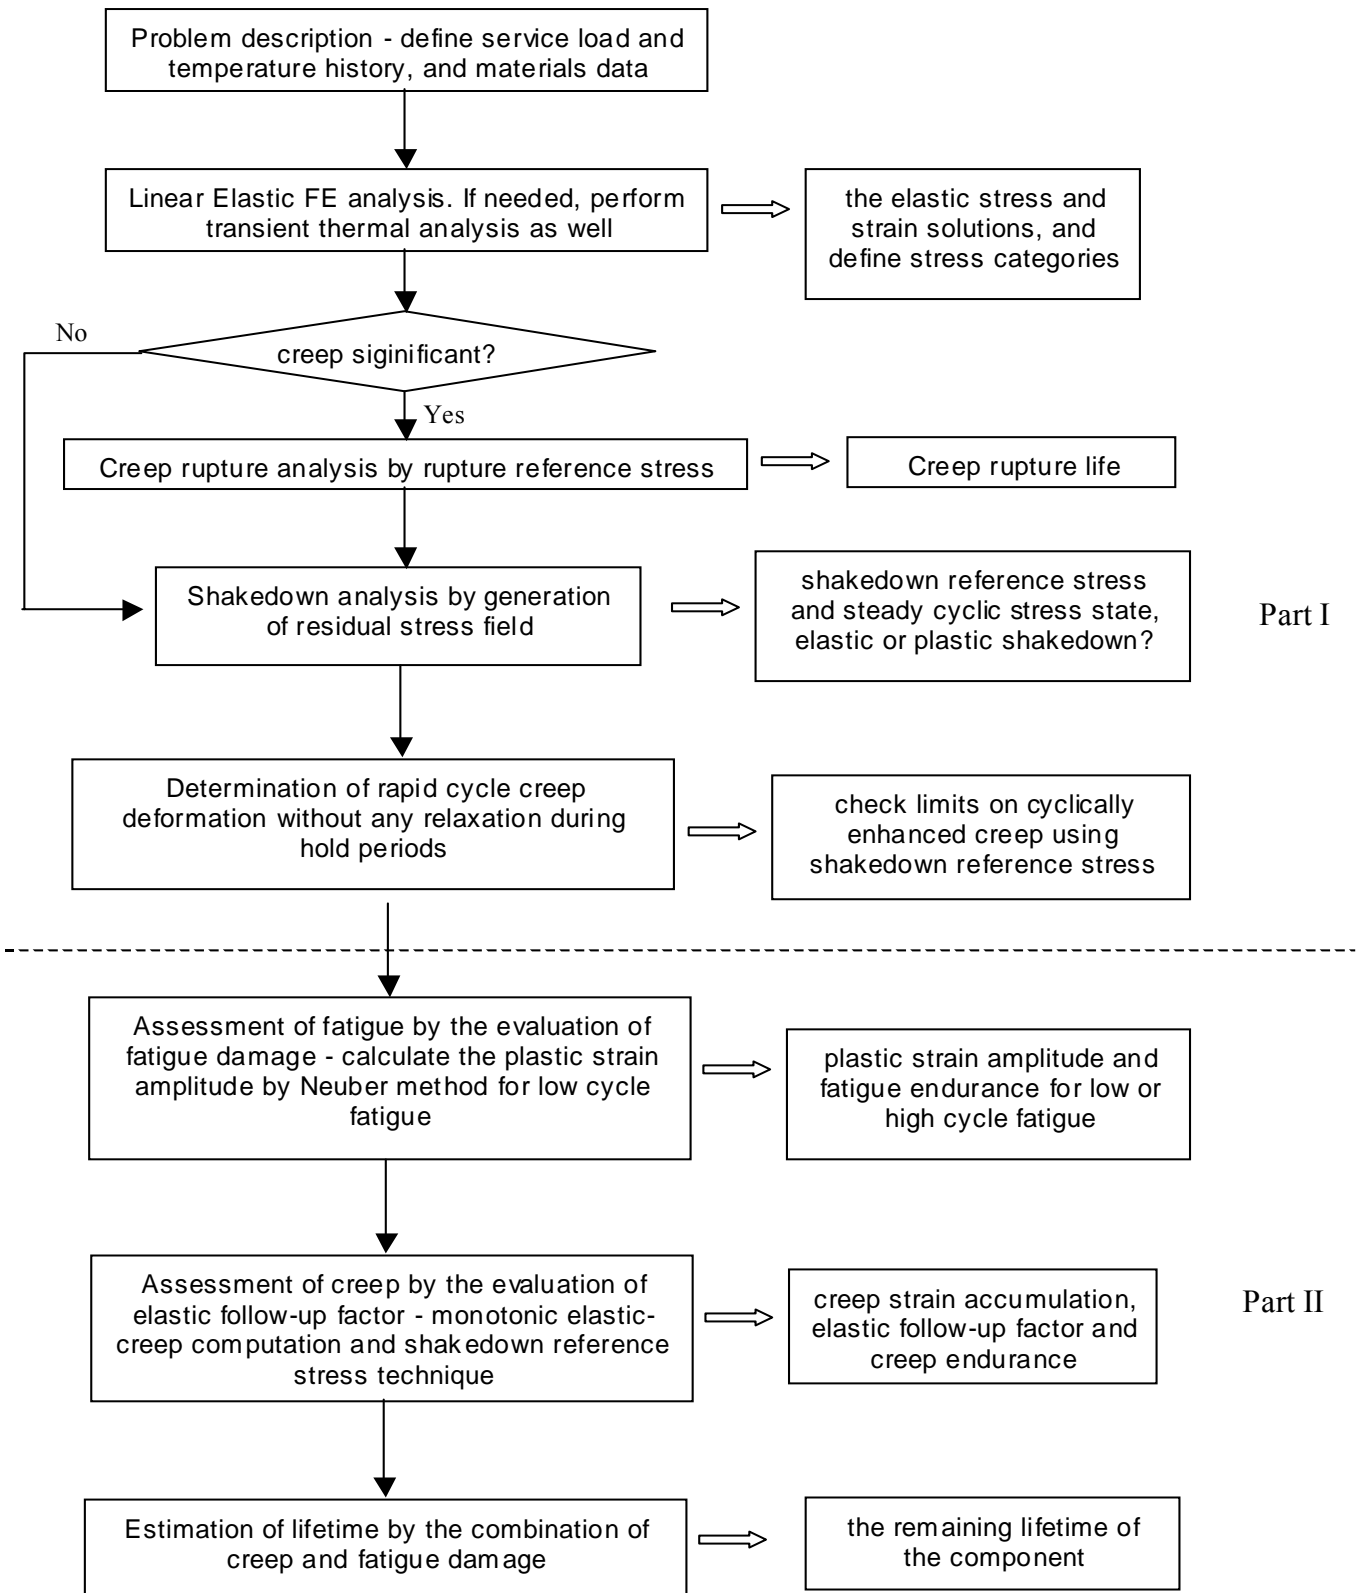 Problem description - define service load and
temperature history, and materials data
Linear Elastic FE analysis. If needed, perform
transient thermal analysis as well
the elastic stress and
strain solutions, and
define stress categories
No
creep siginificant?
Yes
Creep rupture analysis by rupture reference stress
Creep rupture life
Shakedown analysis by generation
of residual stress field
shakedown reference stress
and steady cyclic stress state,
elastic or plastic shakedown?
Part I
Determination of rapid cycle creep
deformation without any relaxation during
hold periods
check limits on cyclically
enhanced creep using
shakedown reference stress
Assessment of fatigue by the evaluation of
fatigue damage - calculate the plastic strain
amplitude by Neuber method for low cycle
fatigue
plastic strain amplitude and
fatigue endurance for low or
high cycle fatigue
Assessment of creep by the evaluation of
elastic follow-up factor - monotonic elastic-
creep computation and shakedown reference
stress technique
creep strain accumulation,
elastic follow-up factor and
creep endurance
Part II
Estimation of lifetime by the combination of
creep and fatigue damage
the remaining lifetime of
the component